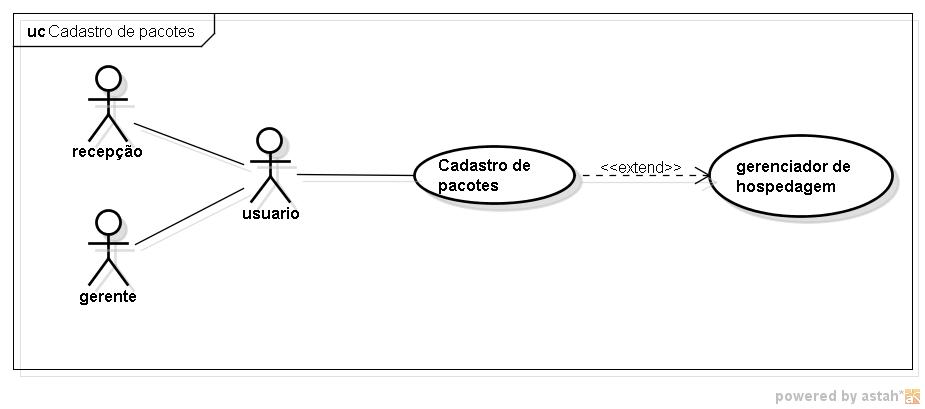 uc Cadastro de pacotes
recepção
usuario
gerente
Cadastro de
pacotes
<<extend>>
gerenciador de
hospedagem
powered by astah*